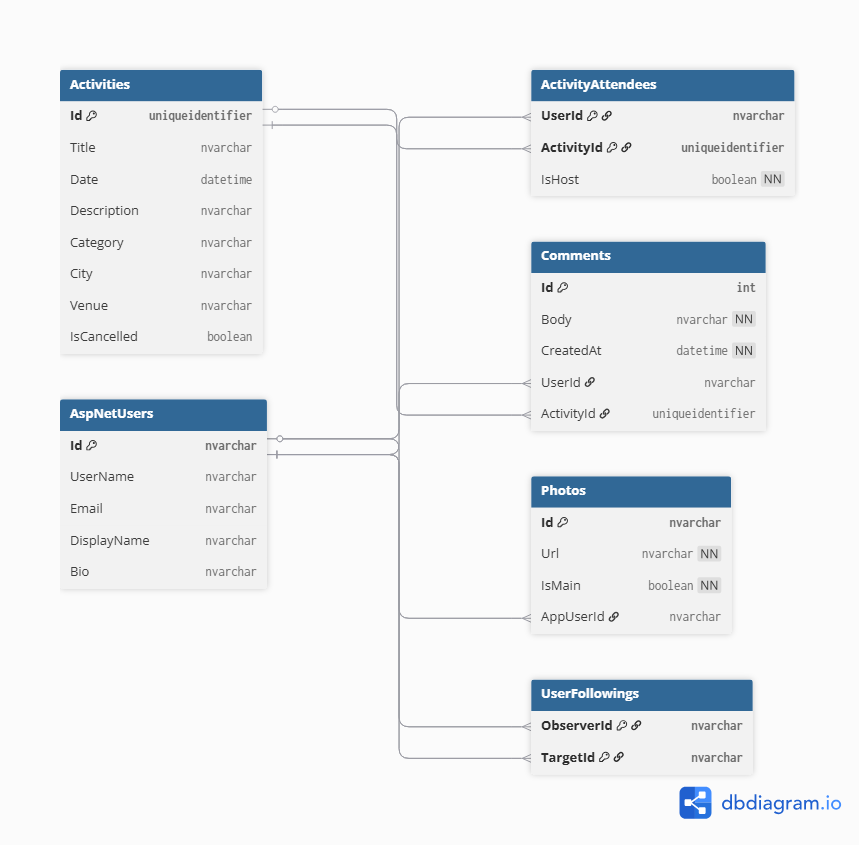 Activities
Id uniqueidentifier
Title nvarchar
Date datetime
Description nvarchar
Category nvarchar
City nvarchar
Venue nvarchar
IsCancelled boolean
AspNetUsers
Id nvarchar
UserName nvarchar
Email nvarchar
DisplayName nvarchar
Bio nvarchar
ActivityAttendees
UserId nvarchar
ActivityId uniqueidentifier
IsHost boolean NN
Comments
Id int
Body nvarchar NN
CreatedAt datetime NN
UserId nvarchar
ActivityId uniqueidentifier
Photos
Id nvarchar
Url nvarchar NN
IsMain boolean NN
AppUserId nvarchar
UserFollowings
ObserverId nvarchar
TargetId nvarchar
dbdiagram.io